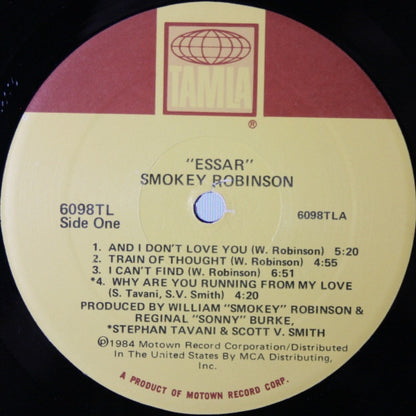 TAMLA
®
"ESSAR"
SMOKEY ROBINSON
6098TL
Side One
6098TLA
1. AND I DON'T LOVE YOU (W. Robinson) 5:20
2. TRAIN OF THOUGHT (W. Robinson) 4:55
3. I CAN'T FIND (W. Robinson) 6:51
*4. WHY ARE YOU RUNNING FROM MY LOVE
(S. Tavani, S.V. Smith) 4:20
PRODUCED BY WILLIAM "SMOKEY" ROBINSON &
REGINAL "SONNY" BURKE,
*STEPHAN TAVANI & SCOTT V. SMITH
℗1984 Motown Record Corporation/Distributed
In The United States By MCA Distributing,
Inc.
A PRODUCT OF MOTOWN RECORD CORP.